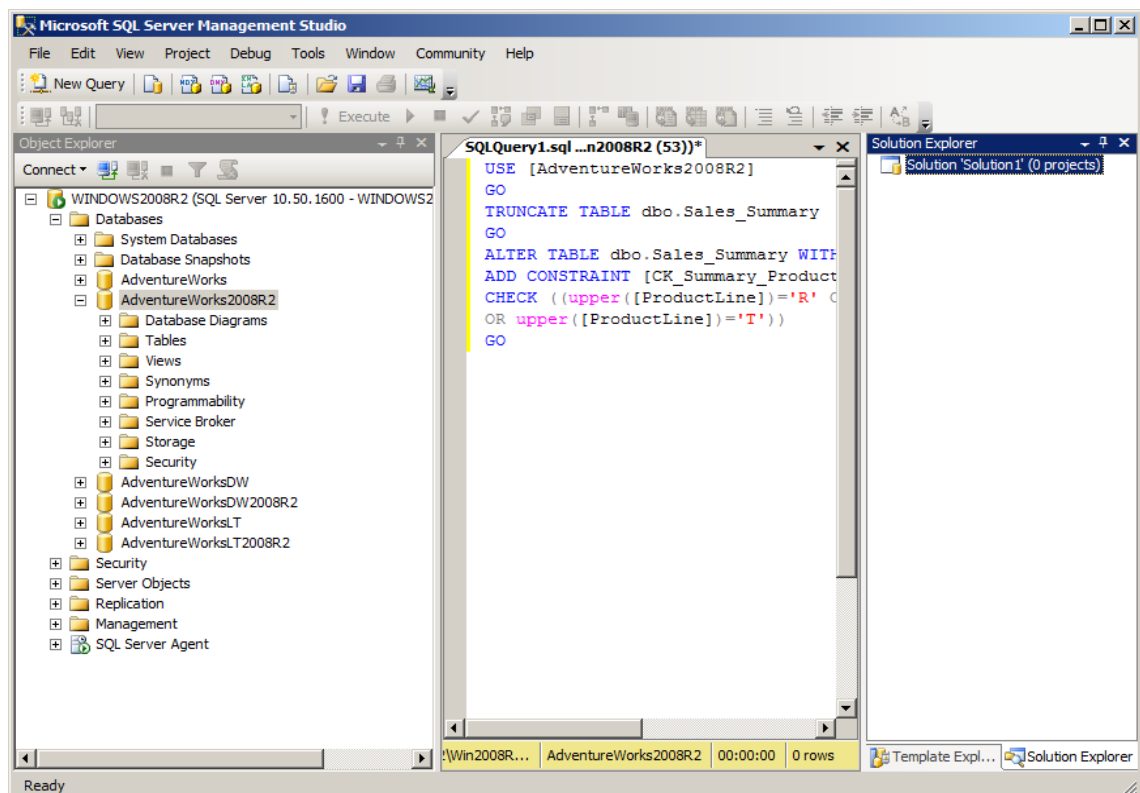 Microsoft SQL Server Management Studio
File Edit View Project Debug Tools Window Community Help
New Query
Execute
Object Explorer
Connect
WINDOWS2008R2 (SQL Server 10.50.1600 - WINDOWS2
Databases
System Databases
Database Snapshots
AdventureWorks
AdventureWorks2008R2
Database Diagrams
Tables
Views
Synonyms
Programmability
Service Broker
Storage
Security
AdventureWorksDW
AdventureWorksDW2008R2
AdventureWorksLT
AdventureWorksLT2008R2
Security
Server Objects
Replication
Management
SQL Server Agent
SQLQuery1.sql ...n2008R2 (53))*
USE [AdventureWorks2008R2]
GO
TRUNCATE TABLE dbo.Sales_Summary
GO
ALTER TABLE dbo.Sales_Summary WITH
ADD CONSTRAINT [CK_Summary_Product
CHECK ((upper([ProductLine])='R' O
OR upper([ProductLine])='T'))
GO
2\Win2008R... AdventureWorks2008R2 00:00:00 0 rows
Solution Explorer
Solution 'Solution1' (0 projects)
Template Expl... Solution Explorer
Ready